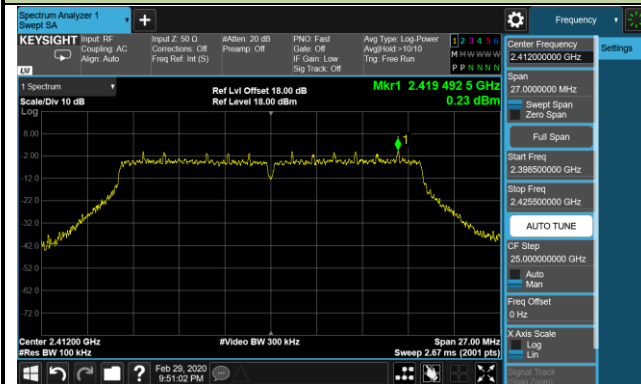 Spectrum Analyzer 1
Swept SA
Frequency
KEYSIGHT
Input: RF
Coupling: AC
Align: Auto
Input Z: 50 Ω
Corrections: Off
Freq Ref: Int (S)
#Atten: 20 dB
Preamp: Off
PNO: Fast
Gate: Off
IF Gain: Low
Sig Track: Off
Avg Type: Log-Power
Avg|Hold:>10/10
Trig: Free Run
1 2 3 4 5 6
M W W W W W
P P N N N N
LXI
1 Spectrum
Scale/Div 10 dB
Log
Ref Lvl Offset 18.00 dB
Ref Level 18.00 dBm
Mkr1 2.419 492 5 GHz
0.23 dBm
1
8.00
-2.00
-12.0
-22.0
-32.0
-42.0
-52.0
-62.0
-72.0
Center 2.41200 GHz
#Res BW 100 kHz
#Video BW 300 kHz
Span 27.00 MHz
Sweep 2.67 ms (2001 pts)
Feb 29, 2020
9:51:02 PM
Settings
Center Frequency
2.412000000 GHz
Span
27.0000000 MHz
Swept Span
Zero Span
Full Span
Start Freq
2.398500000 GHz
Stop Freq
2.425500000 GHz
AUTO TUNE
CF Step
25.000000000 GHz
Auto
Man
Freq Offset
0 Hz
X Axis Scale
Log
Lin
Signal Track
(Span Zoom)